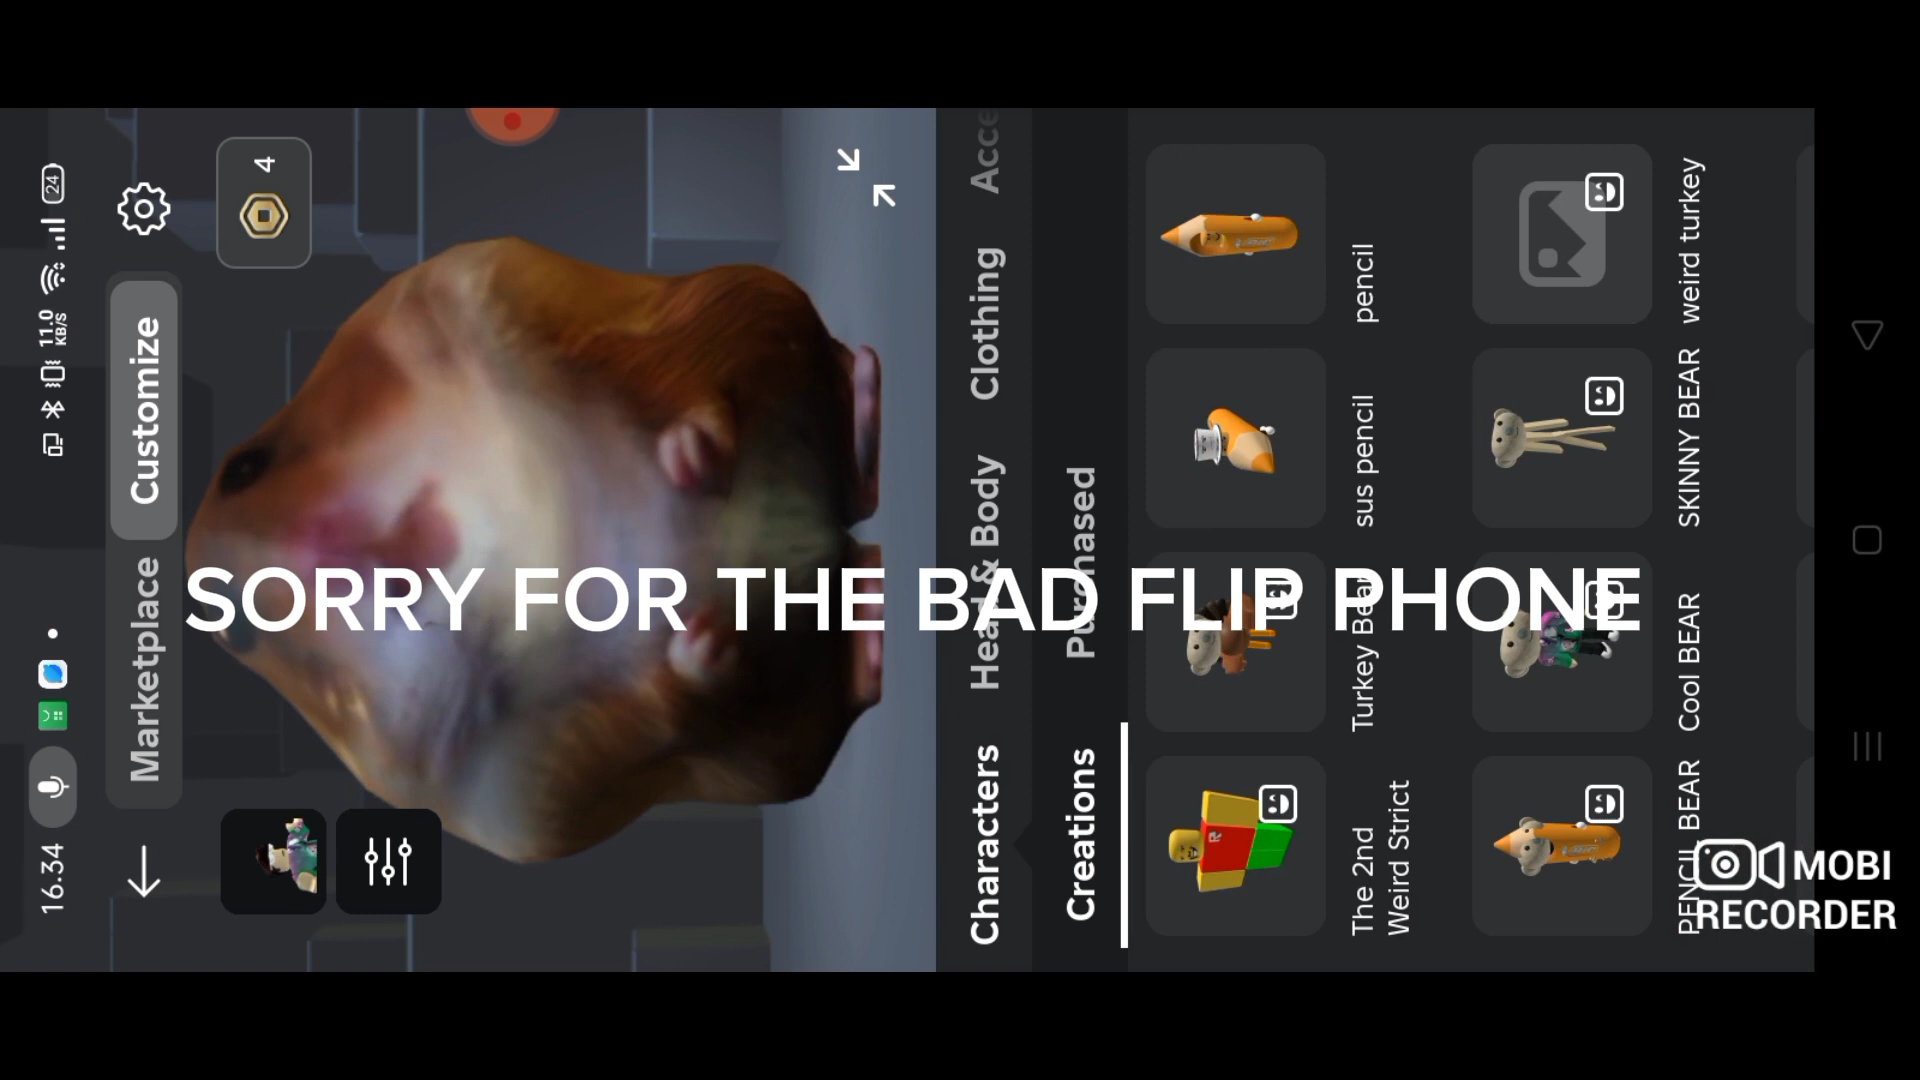 16.34
11.0
KB/S
24
Marketplace
Customize
4
SORRY FOR THE BAD FLIP PHONE
Characters
Head & Body
Clothing
Acce
Creations
Purchased
The 2nd
Weird Strict
Turkey Bear
sus pencil
pencil
PENCIL BEAR
Cool BEAR
SKINNY BEAR
weird turkey
MOBI
RECORDER